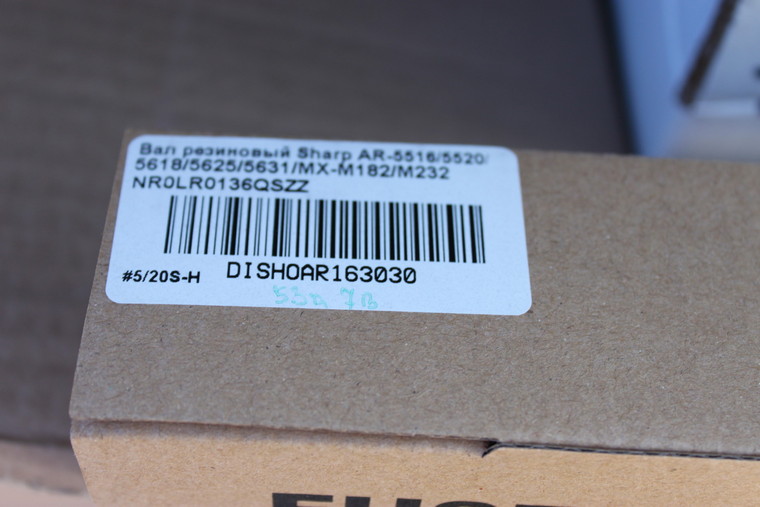 Вал резиновый Sharp AR-5516/5520/
5618/5625/5631/MX-M182/M232
NR0LR0136QSZZ
#5/20S-H
DISHOAR163030